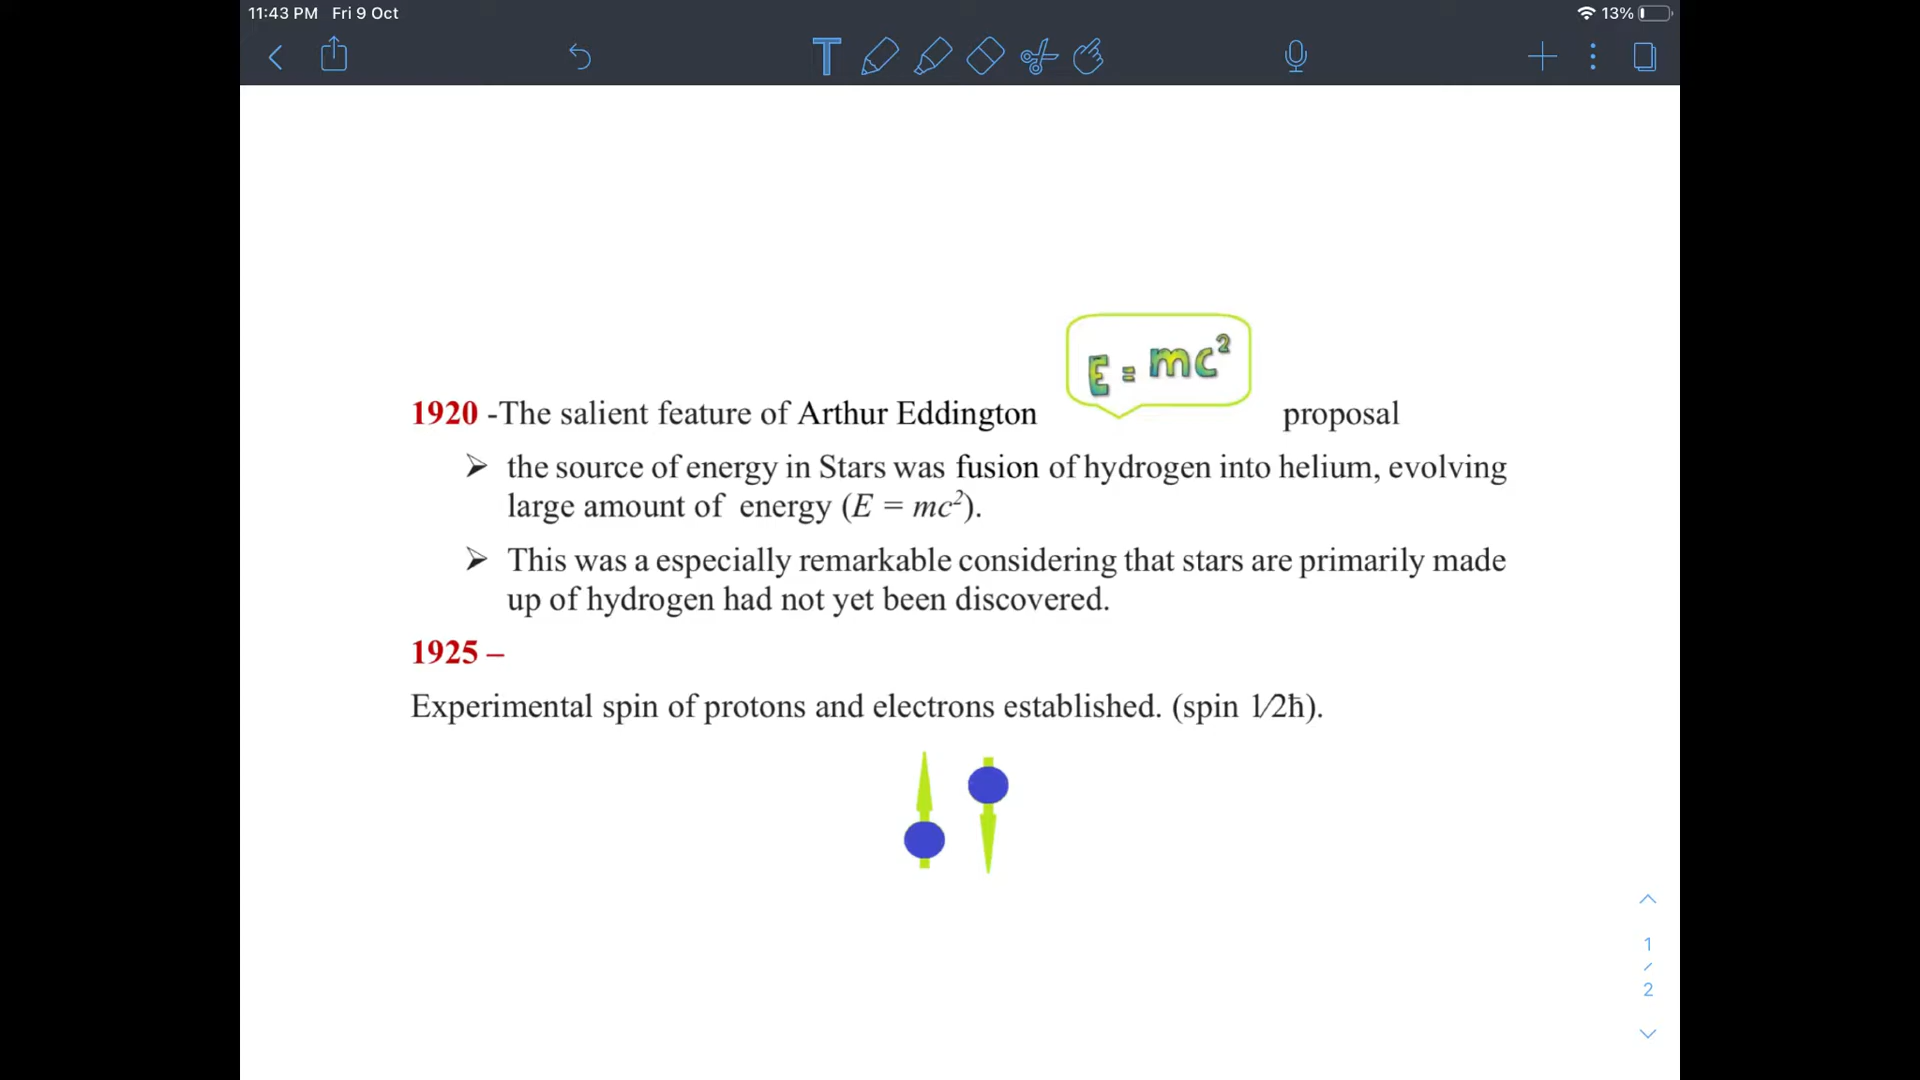 11:43 PM Fri 9 Oct
13%
T
E = mc²
1920 -The salient feature of Arthur Eddington proposal
➢ the source of energy in Stars was fusion of hydrogen into helium, evolving
large amount of energy (E = mc²).
➢ This was a especially remarkable considering that stars are primarily made
up of hydrogen had not yet been discovered.
1925 –
Experimental spin of protons and electrons established. (spin 1⁄2ħ).
1
/
2